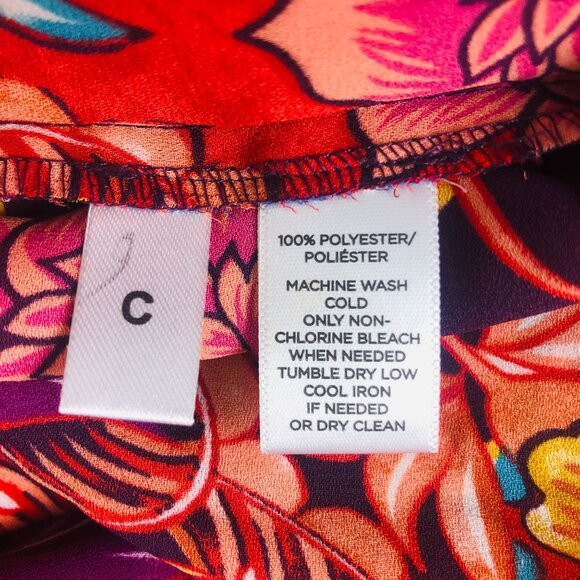 C
100% POLYESTER/
POLIÉSTER
MACHINE WASH
COLD
ONLY NON-
CHLORINE BLEACH
WHEN NEEDED
TUMBLE DRY LOW
COOL IRON
IF NEEDED
OR DRY CLEAN